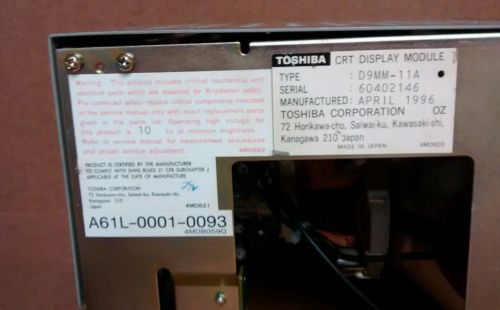 Warning: This product includes critical mechanical and
electrical parts which are essential for X-radiation safety.
For continued safety replace critical components indicated
in the service manual only with exact replacement parts
given in the parts list. Operating high voltage for
this product is 10 kv at minimum brightness.
Refer to service manual for measurement procedures
and proper service adjustment.
4MD822
PRODUCT IS CERTIFIED BY THE MANUFACTURER
TO COMPLY WITH DHHS RULES 21 CFR SUBCHAPTER J
APPLICABLE AT THE DATE OF MANUFACTURE
TOSHIBA CORPORATION
72 Horikawa-cho, Saiwai-ku, Kawasaki-shi,
Kanagawa 210
Japan
4MD821
A61L-0001-0093
4MDB059G
TOSHIBA CRT DISPLAY MODULE
TYPE : D9MM-11A
SERIAL : 60402146
MANUFACTURED: APRIL 1996
TOSHIBA CORPORATION OZ
72 Horikawa-cho, Saiwai-ku, Kawasaki-shi,
Kanagawa 210 Japan
MADE IN JAPAN
4MD820